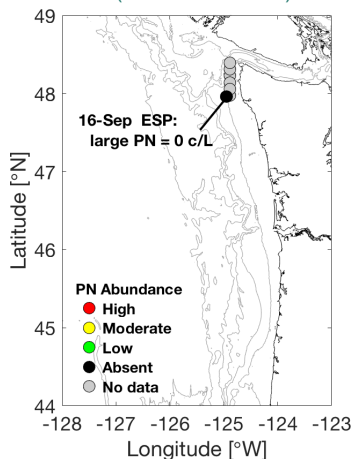 49
48
47
46
45
44
Latitude [°N]
16-Sep ESP:
large PN = 0 c/L
PN Abundance
High
Moderate
Low
Absent
No data
-128 -127 -126 -125 -124 -123
Longitude [°W]